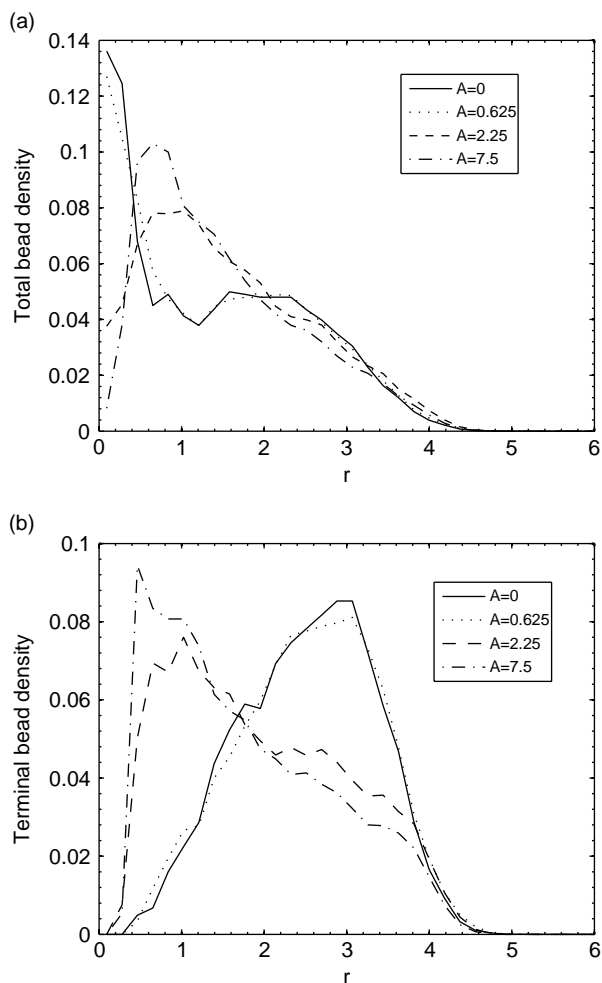 (a)
0.14
0.12
0.1
0.08
0.06
0.04
0.02
0
Total bead density
A=0
A=0.625
A=2.25
A=7.5
0 1 2 3 4 5 6
r
(b)
0.1
0.08
0.06
0.04
0.02
0
Terminal bead density
A=0
A=0.625
A=2.25
A=7.5
0 1 2 3 4 5 6
r